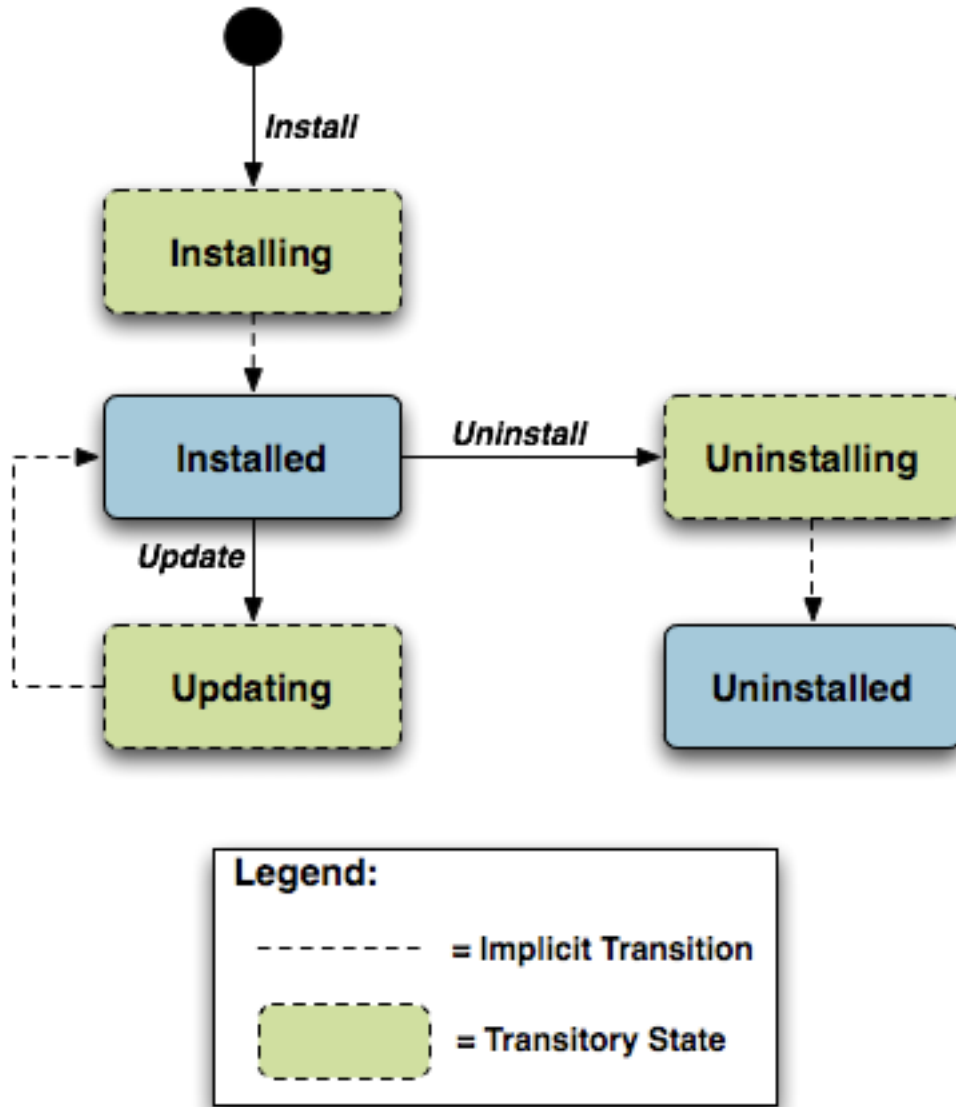 Install
Installing
Installed
Uninstall
Uninstalling
Update
Updating
Uninstalled
Legend:
= Implicit Transition
= Transitory State